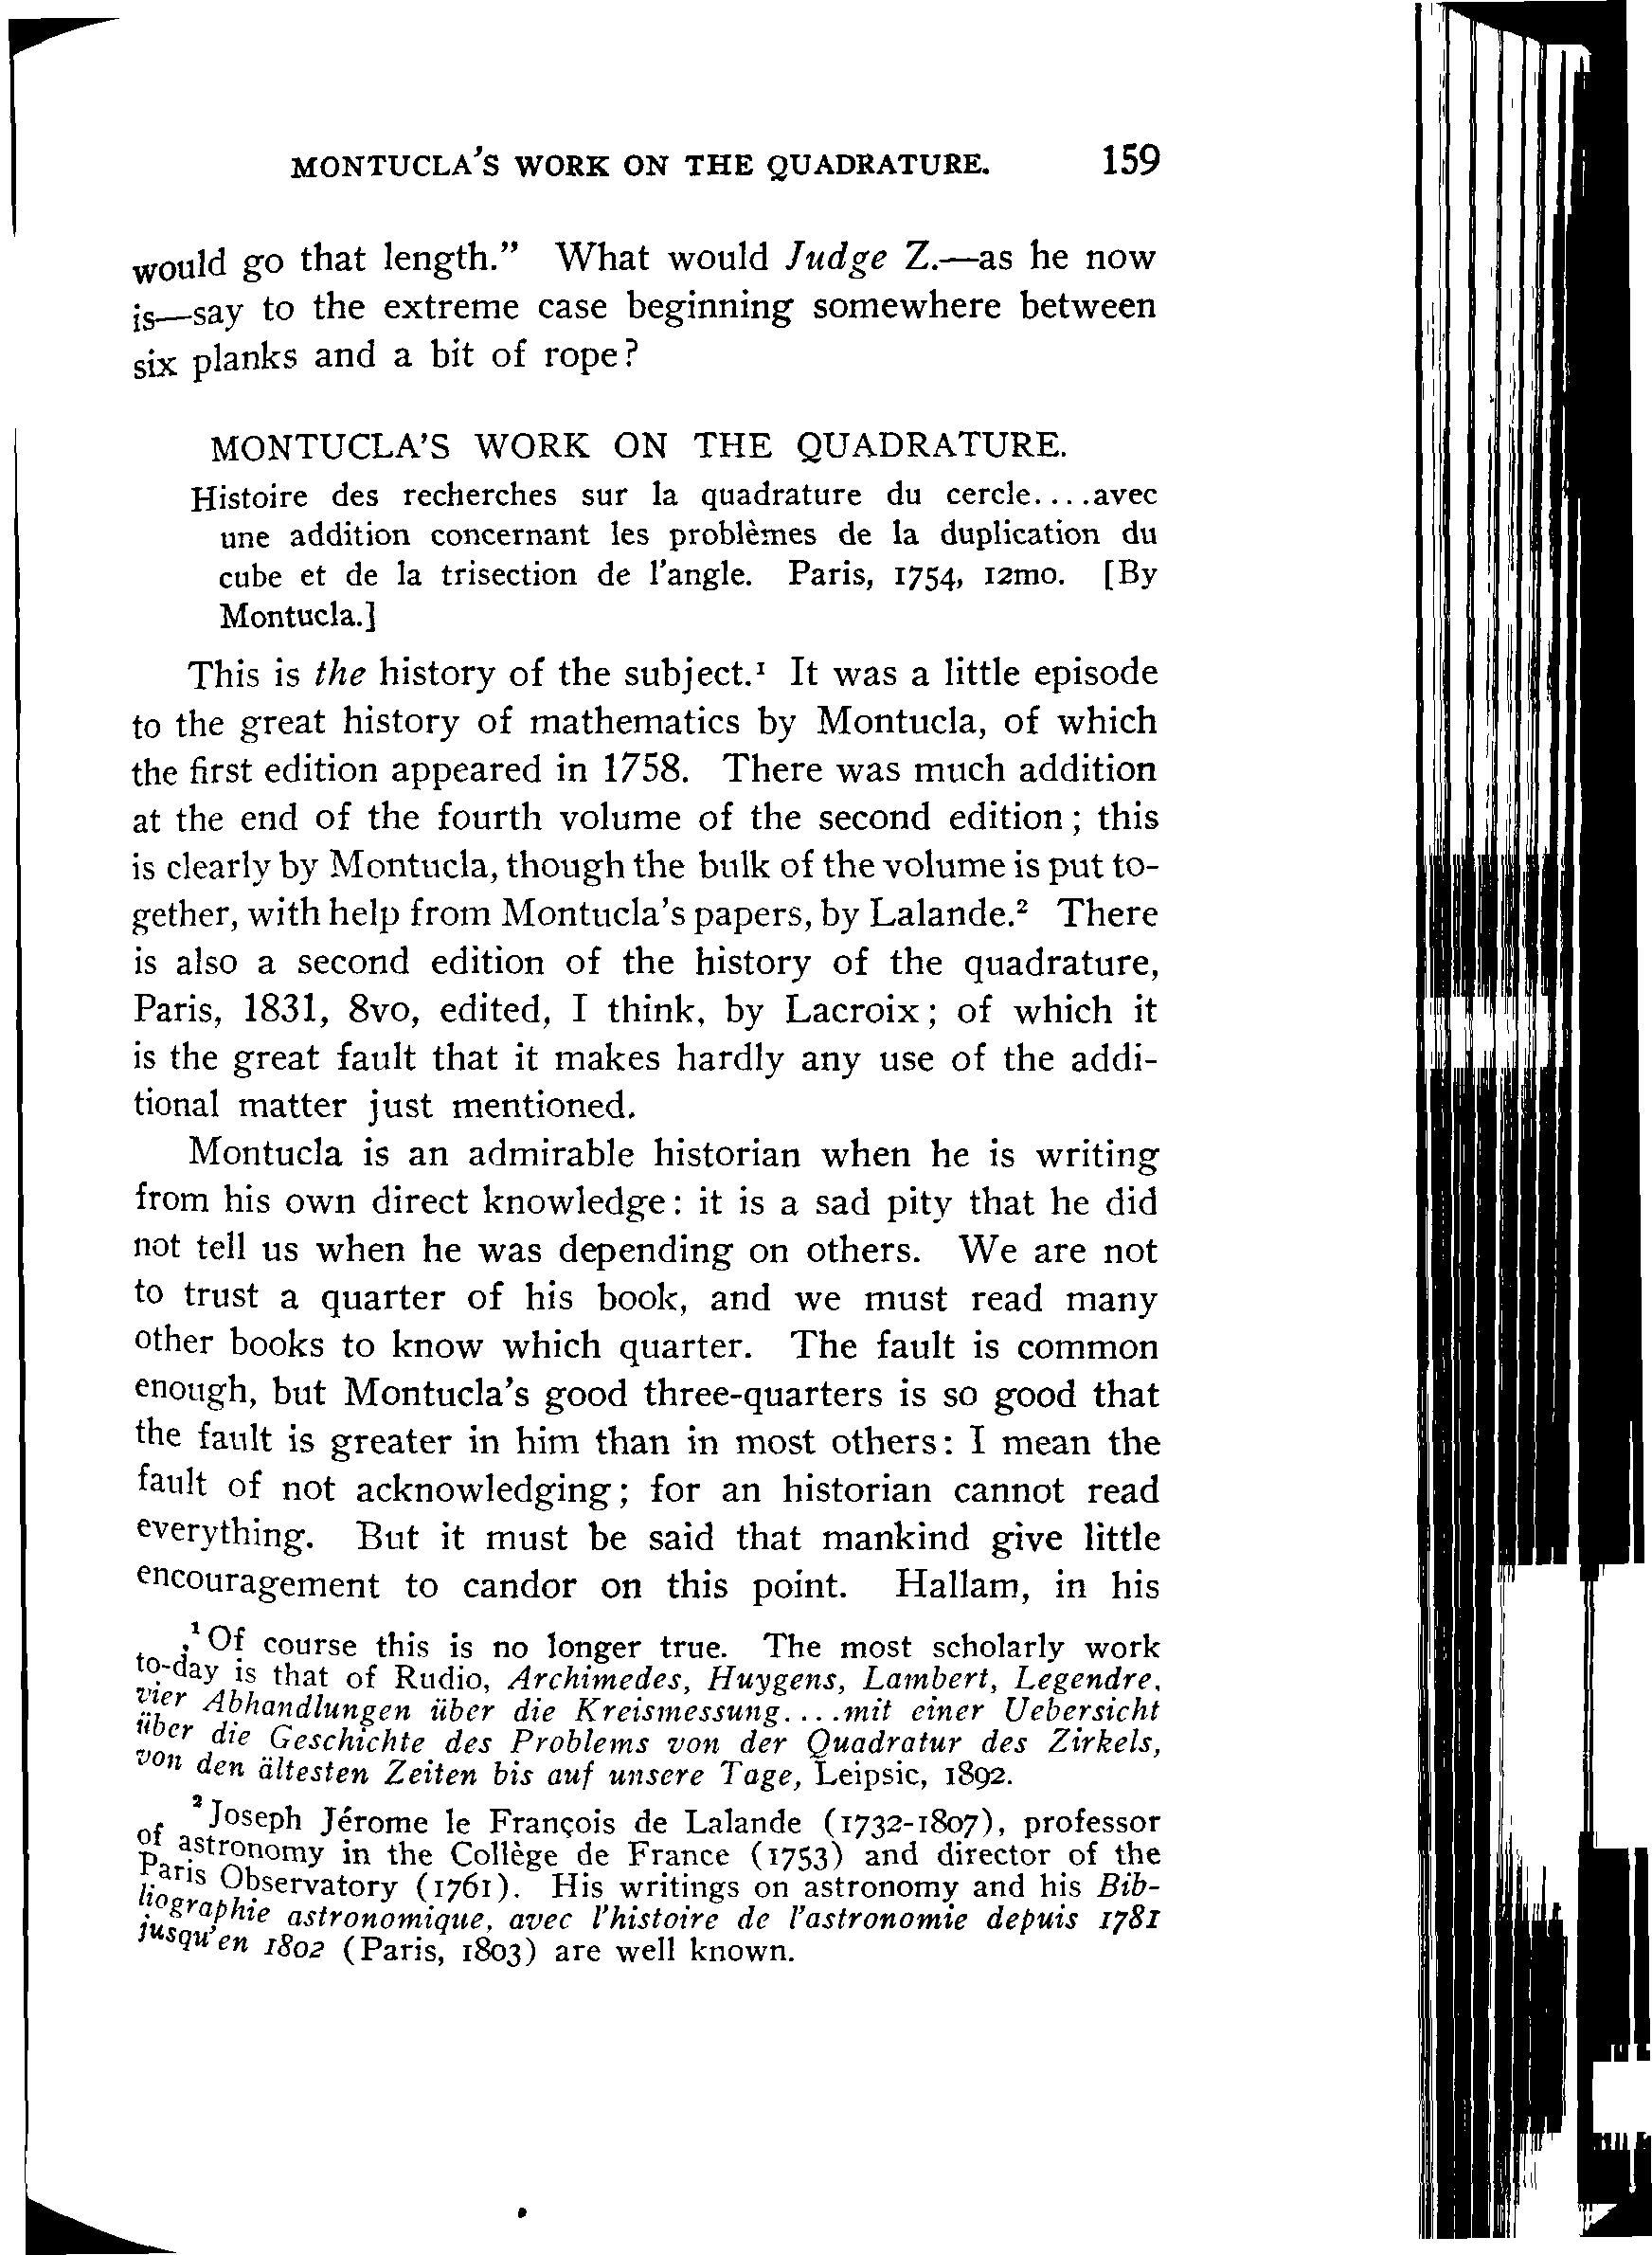 MONTUCLA'S WORK ON THE QUADRATURE. 159
would go that length." What would Judge Z.—as he now
is—say to the extreme case beginning somewhere between
six planks and a bit of rope?
MONTUCLA'S WORK ON THE QUADRATURE.
Histoire des recherches sur la quadrature du cercle....avec
une addition concernant les problèmes de la duplication du
cube et de la trisection de l'angle. Paris, 1754, 12mo. [By
Montucla.]
This is the history of the subject.¹ It was a little episode
to the great history of mathematics by Montucla, of which
the first edition appeared in 1758. There was much addition
at the end of the fourth volume of the second edition; this
is clearly by Montucla, though the bulk of the volume is put to-
gether, with help from Montucla's papers, by Lalande.² There
is also a second edition of the history of the quadrature,
Paris, 1831, 8vo, edited, I think, by Lacroix; of which it
is the great fault that it makes hardly any use of the addi-
tional matter just mentioned.
Montucla is an admirable historian when he is writing
from his own direct knowledge: it is a sad pity that he did
not tell us when he was depending on others. We are not
to trust a quarter of his book, and we must read many
other books to know which quarter. The fault is common
enough, but Montucla's good three-quarters is so good that
the fault is greater in him than in most others: I mean the
fault of not acknowledging; for an historian cannot read
everything. But it must be said that mankind give little
encouragement to candor on this point. Hallam, in his
¹ Of course this is no longer true. The most scholarly work
to-day is that of Rudio, Archimedes, Huygens, Lambert, Legendre,
vier Abhandlungen über die Kreismessung....mit einer Uebersicht
über die Geschichte des Problems von der Quadratur des Zirkels,
von den ältesten Zeiten bis auf unsere Tage, Leipsic, 1892.
² Joseph Jérome le François de Lalande (1732-1807), professor
of astronomy in the Collège de France (1753) and director of the
Paris Observatory (1761). His writings on astronomy and his Bib-
liographie astronomique, avec l'histoire de l'astronomie depuis 1781
jusqu'en 1802 (Paris, 1803) are well known.